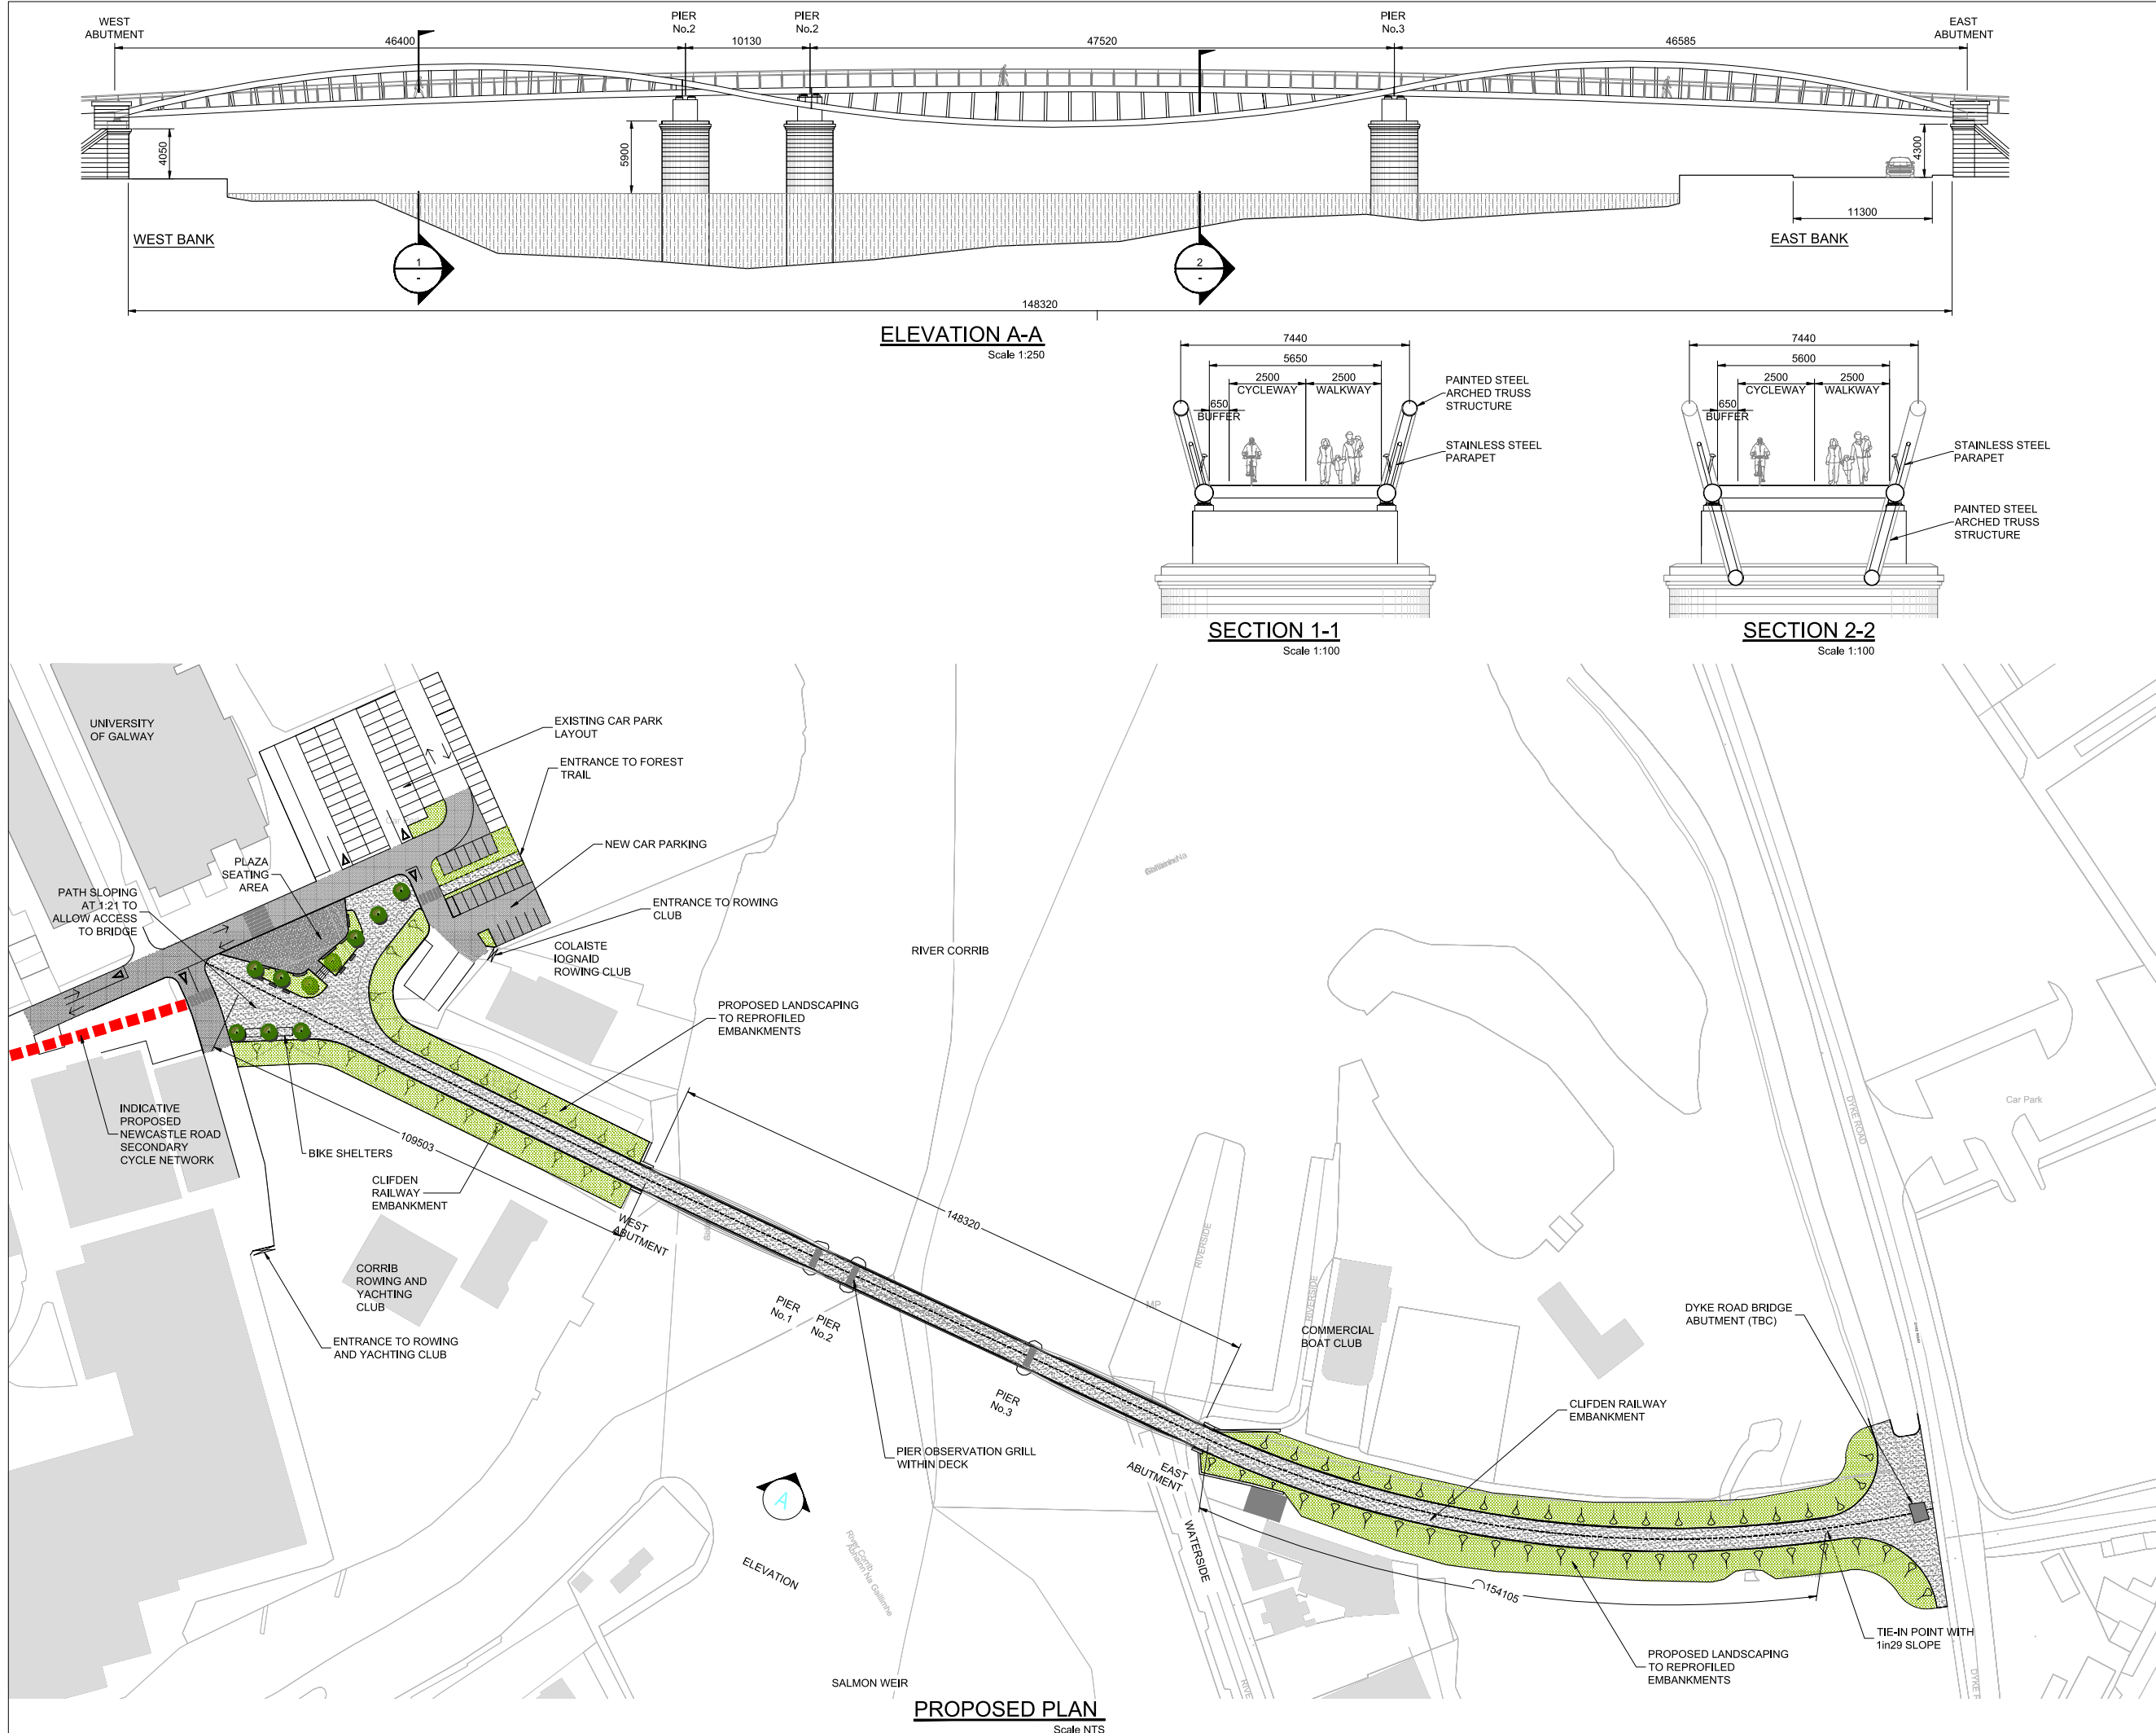 WEST
ABUTMENT
PIER
No.2
PIER
No.2
PIER
No.3
EAST
ABUTMENT
46400
10130
47520
46585
4050
5900
4300
11300
WEST BANK
EAST BANK
1
-
2
-
148320
ELEVATION A-A
Scale 1:250
7440
5650
2500
CYCLEWAY
2500
WALKWAY
650
BUFFER
PAINTED STEEL
ARCHED TRUSS
STRUCTURE
STAINLESS STEEL
PARAPET
SECTION 1-1
Scale 1:100
7440
5600
2500
CYCLEWAY
2500
WALKWAY
650
BUFFER
STAINLESS STEEL
PARAPET
PAINTED STEEL
ARCHED TRUSS
STRUCTURE
SECTION 2-2
Scale 1:100
UNIVERSITY
OF GALWAY
EXISTING CAR PARK
LAYOUT
ENTRANCE TO FOREST
TRAIL
NEW CAR PARKING
PLAZA
SEATING
AREA
PATH SLOPING
AT 1:21 TO
ALLOW ACCESS
TO BRIDGE
ENTRANCE TO ROWING
CLUB
COLAISTE
IOGNAID
ROWING CLUB
RIVER CORRIB
PROPOSED LANDSCAPING
TO REPROFILED
EMBANKMENTS
INDICATIVE
PROPOSED
NEWCASTLE ROAD
SECONDARY
CYCLE NETWORK
BIKE SHELTERS
109503
CLIFDEN
RAILWAY
EMBANKMENT
WEST
ABUTMENT
148320
CORRIB
ROWING AND
YACHTING
CLUB
ENTRANCE TO ROWING
AND YACHTING CLUB
PIER
No.1
PIER
No.2
PIER
No.3
PIER OBSERVATION GRILL
WITHIN DECK
RIVERSIDE
RIVERSIDE
MP
COMMERCIAL
BOAT CLUB
DYKE ROAD
Car Park
DYKE ROAD BRIDGE
ABUTMENT (TBC)
CLIFDEN RAILWAY
EMBANKMENT
EAST
ABUTMENT
WATERSIDE
A
ELEVATION
River Corrib
Abhainn Na Gaillimhe
154105
TIE-IN POINT WITH
1in29 SLOPE
PROPOSED LANDSCAPING
TO REPROFILED
EMBANKMENTS
SALMON WEIR
PROPOSED PLAN
Scale NTS